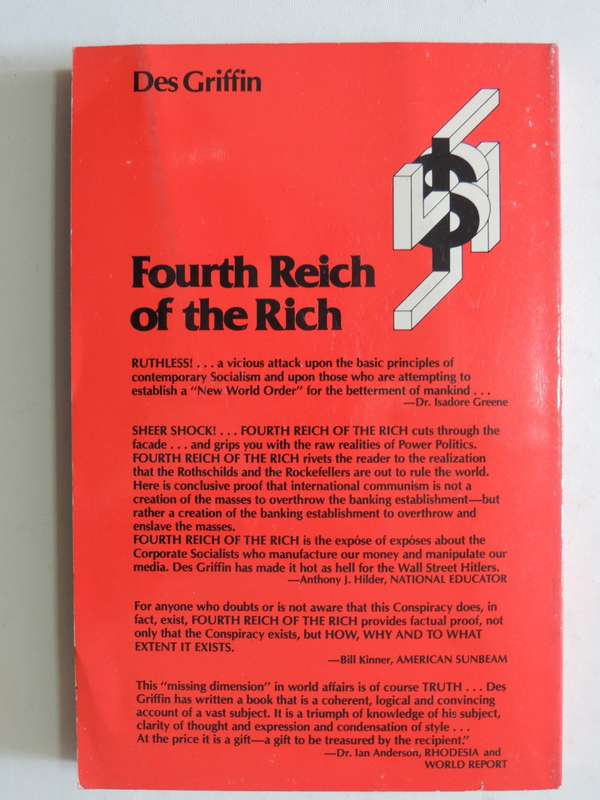 Des Griffin
$
Fourth Reich
of the Rich
RUTHLESS! . . . a vicious attack upon the basic principles of
contemporary Socialism and upon those who are attempting to
establish a "New World Order" for the betterment of mankind . . .
—Dr. Isadore Greene
SHEER SHOCK! . . . FOURTH REICH OF THE RICH cuts through the
facade . . . and grips you with the raw realities of Power Politics.
FOURTH REICH OF THE RICH rivets the reader to the realization
that the Rothschilds and the Rockefellers are out to rule the world.
Here is conclusive proof that international communism is not a
creation of the masses to overthrow the banking establishment—but
rather a creation of the banking establishment to overthrow and
enslave the masses.
FOURTH REICH OF THE RICH is the expóse of expóses about the
Corporate Socialists who manufacture our money and manipulate our
media. Des Griffin has made it hot as hell for the Wall Street Hitlers.
—Anthony J. Hilder, NATIONAL EDUCATOR
For anyone who doubts or is not aware that this Conspiracy does, in
fact, exist, FOURTH REICH OF THE RICH provides factual proof, not
only that the Conspiracy exists, but HOW, WHY AND TO WHAT
EXTENT IT EXISTS.
—Bill Kinner, AMERICAN SUNBEAM
This "missing dimension" in world affairs is of course TRUTH . . . Des
Griffin has written a book that is a coherent, logical and convincing
account of a vast subject. It is a triumph of knowledge of his subject,
clarity of thought and expression and condensation of style . . .
At the price it is a gift—a gift to be treasured by the recipient."
—Dr. Ian Anderson, RHODESIA and
WORLD REPORT